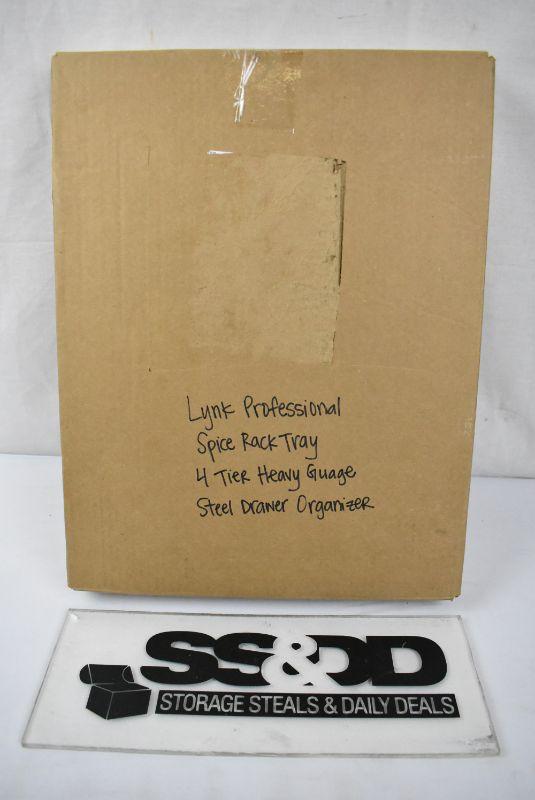 Lynk Professional
Spice Rack Tray
4 Tier Heavy Guage
Steel Drawer Organizer
SS&DD
STORAGE STEALS & DAILY DEALS